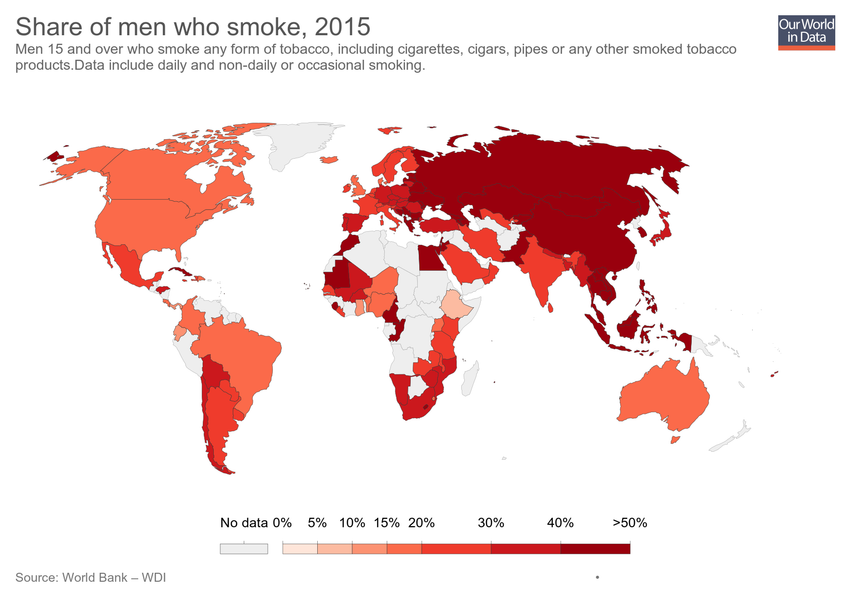 Share of men who smoke, 2015
Our World
in Data
Men 15 and over who smoke any form of tobacco, including cigarettes, cigars, pipes or any other smoked tobacco
products.Data include daily and non-daily or occasional smoking.
No data 0% 5% 10% 15% 20% 30% 40% >50%
Source: World Bank – WDI